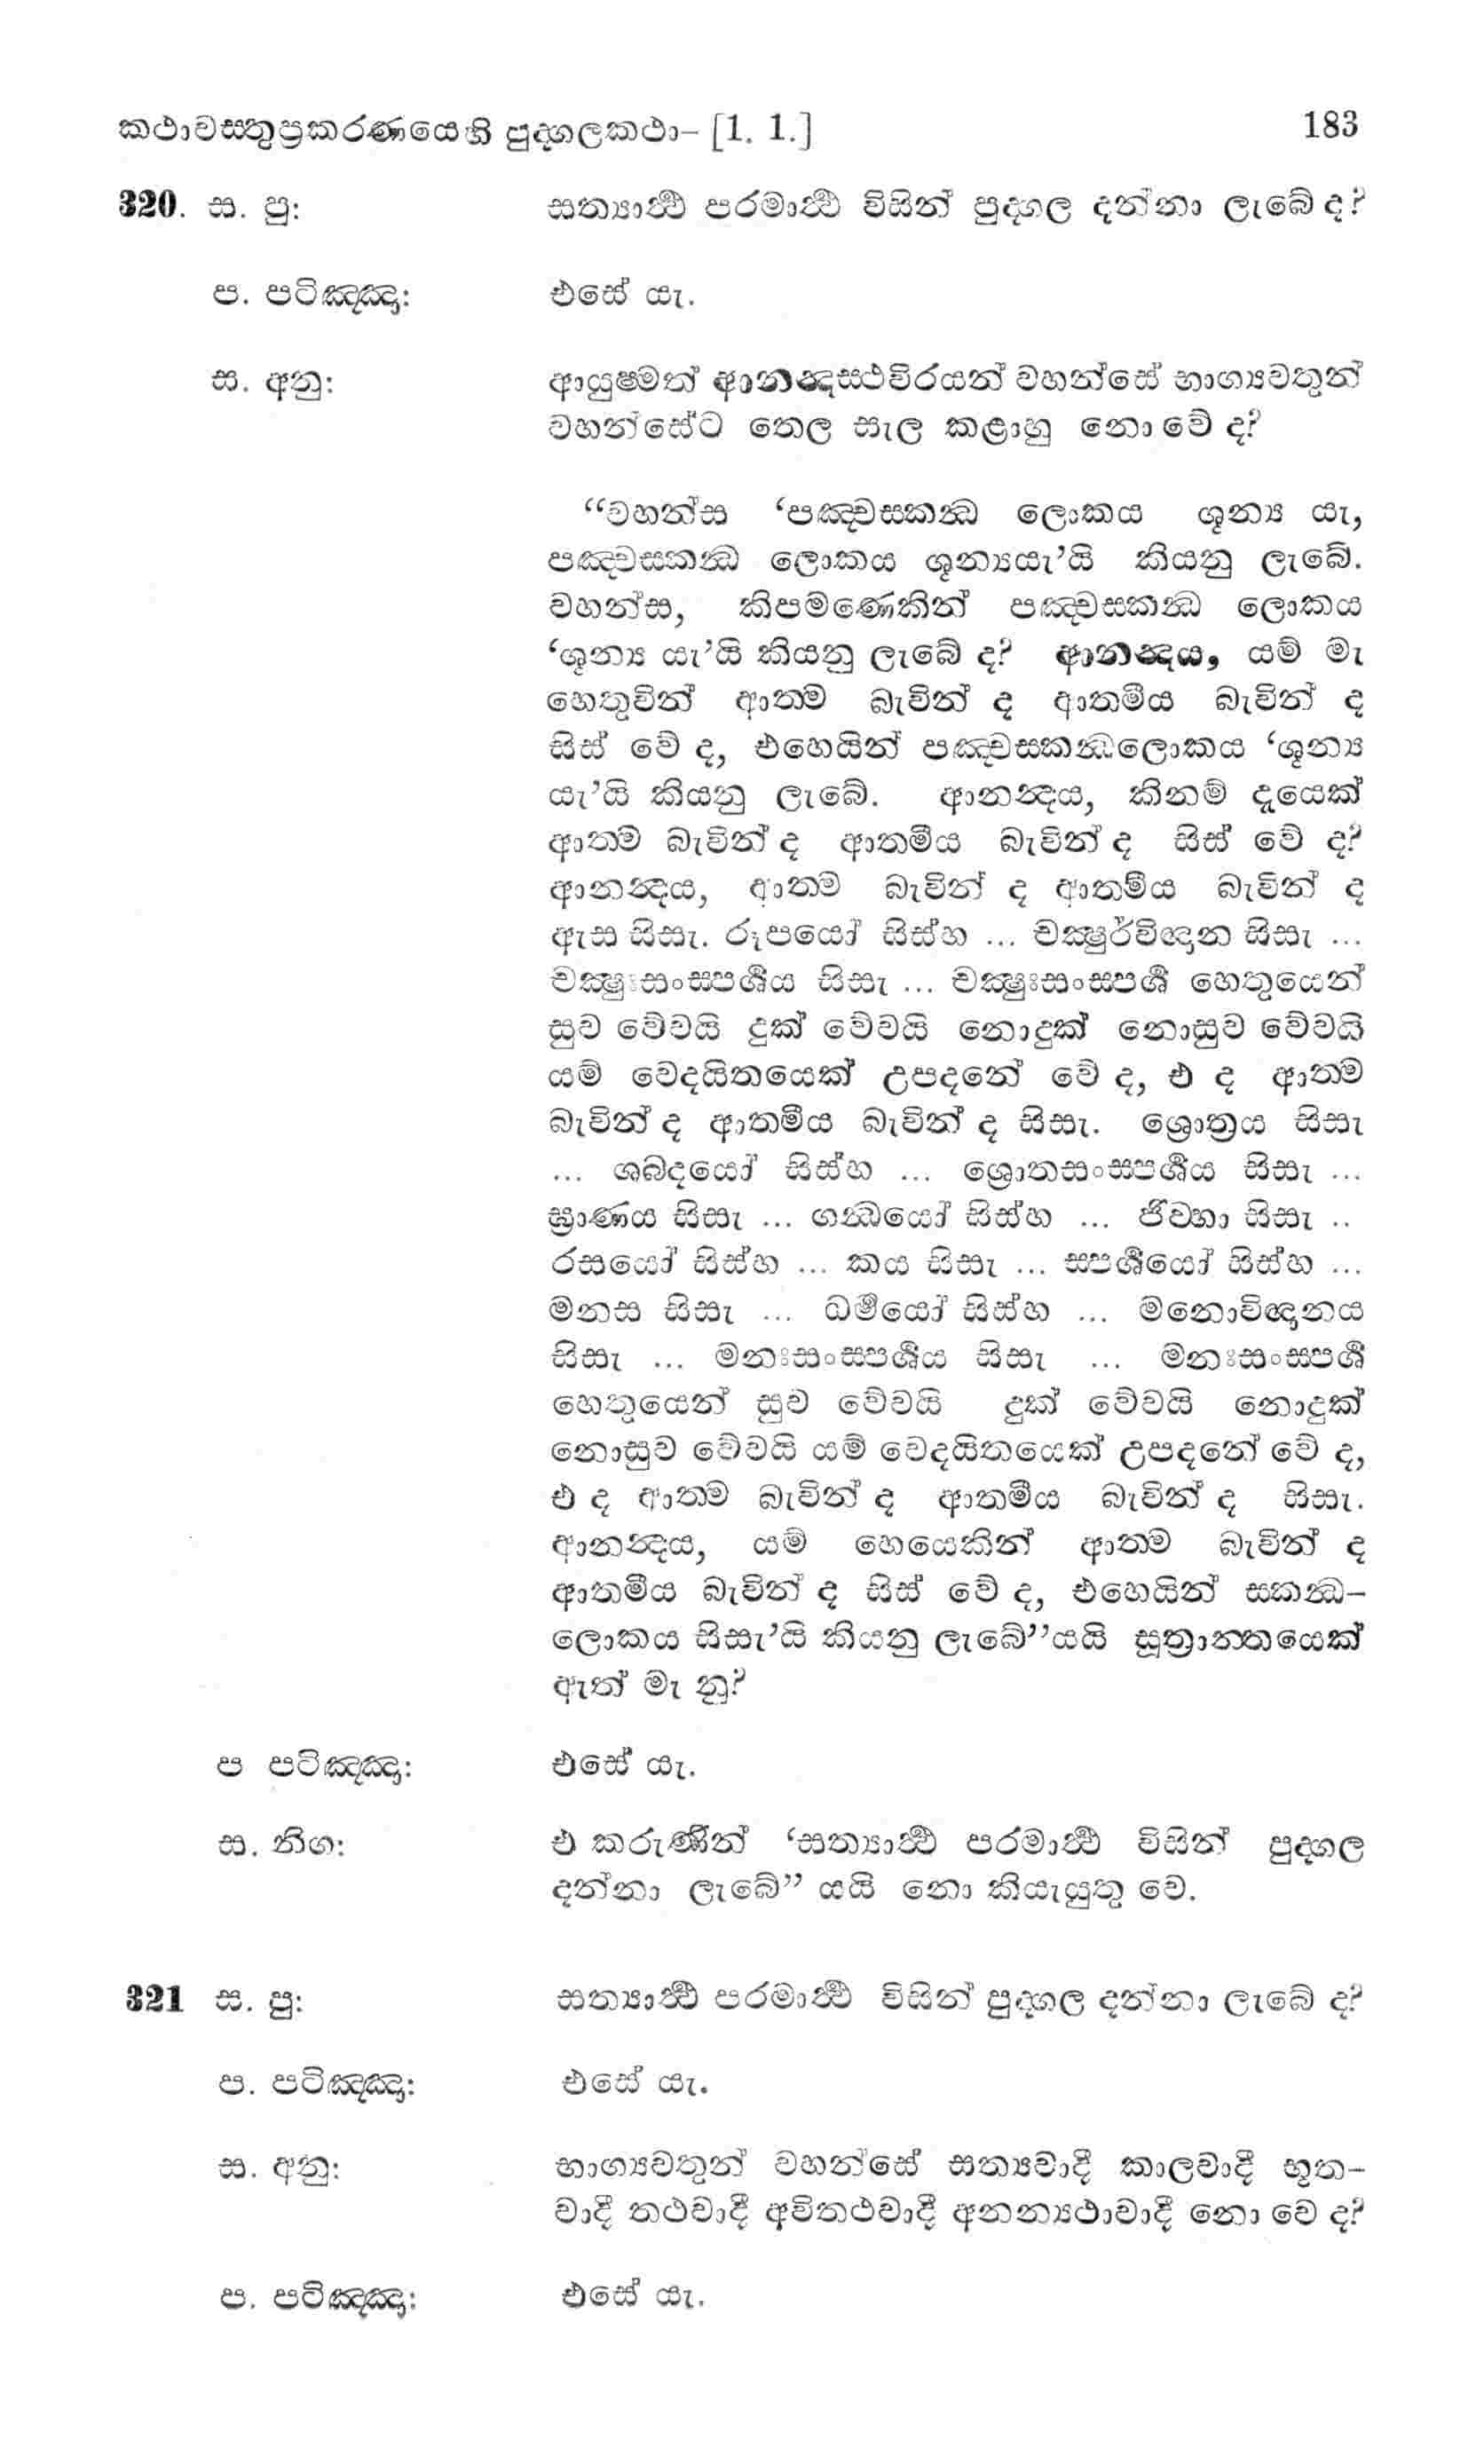 කථාවස්තුප්‍රකරණයෙහි පුද්ගලකථා– [1. 1.] 183
320. ස. පු: සත්‍යාර්‍ත්‍ථ පරමාර්‍ත්‍ථ විසින් පුද්ගල දන්නා ලැබේ ද?
ප. පටිඤ්ඤා: එසේ යැ.
ස. අනු: ආයුෂ්මත් ආනන්‍දස්ථවිරයන් වහන්සේ භාග්‍යවතුන්
වහන්සේට තෙල සැල කළාහු නො වේ ද?
“වහන්ස ‘පඤ්චස්කන්‍ධ ලොකය ශූන්‍ය යැ,
පඤ්චස්කන්‍ධ ලොකය ශූන්‍යයැ’යි කියනු ලැබේ.
වහන්ස, කිපමණෙකින් පඤ්චස්කන්‍ධ ලොකය
‘ශූන්‍ය යැ’යි කියනු ලැබේ ද? ආනන්‍දය, යම් මැ
හෙතුවින් ආත්ම බැවින් ද ආත්මීය බැවින් ද
සිස් වේ ද, එහෙයින් පඤ්චස්කන්‍ධලොකය ‘ශූන්‍ය
යැ’යි කියනු ලැබේ. ආනන්‍දය, කිනම් දැයෙක්
ආත්ම බැවින් ද ආත්මීය බැවින් ද සිස් වේ ද?
ආනන්‍දය, ආත්ම බැවින් ද ආත්මීය බැවින් ද
ඇස සිසැ. රූපයෝ සිස්හ ... චක්‍ෂුර්විඥාන සිසැ ...
චක්‍ෂුඃසංස්පර්‍ශය සිසැ ... චක්‍ෂුඃසංස්පර්‍ශ හෙතුයෙන්
සුව වේවයි දුක් වේවයි නොදුක් නොසුව වේවයි
යම් වෙදයිතයෙක් උපදනේ වේ ද, එ ද ආත්ම
බැවින් ද ආත්මීය බැවින් ද සිසැ. ශ්‍රොත්‍රය සිසැ
... ශබ්දයෝ සිස්හ ... ශ්‍රොතසංස්පර්‍ශය සිසැ ...
ඝ්‍රාණය සිසැ ... ගන්‍ධයෝ සිස්හ ... ජිව්හා සිසැ ..
රසයෝ සිස්හ ... කය සිසැ ... ස්පර්‍ශයෝ සිස්හ ...
මනස සිසැ ... ධර්‍මයෝ සිස්හ ... මනොවිඥානය
සිසැ ... මනඃසංස්පර්‍ශය සිසැ ... මනඃසංස්පර්‍ශ
හෙතුයෙන් සුව වේවයි දුක් වේවයි නොදුක්
නොසුව වේවයි යම් වෙදයිතයෙක් උපදනේ වේ ද,
එ ද ආත්ම බැවින් ද ආත්මීය බැවින් ද සිසැ.
ආනන්‍දය, යම් හෙයෙකින් ආත්ම බැවින් ද
ආත්මීය බැවින් ද සිස් වේ ද, එහෙයින් ස්කන්‍ධ–
ලොකය සිසැ’යි කියනු ලැබේ”යයි සූත්‍රාන්තයෙක්
ඇත් මැ නු?
ප පටිඤ්ඤා: එසේ යැ.
ස. නිග: එ කරුණින් ‘සත්‍යාර්‍ත්‍ථ පරමාර්‍ත්‍ථ විසින් පුද්ගල
දන්නා ලැබේ” යයි නො කියැයුතු වෙ.
321 ස. පු: සත්‍යාර්‍ත්‍ථ පරමාර්‍ත්‍ථ විසින් පුද්ගල දන්නා ලැබේ ද?
ප. පටිඤ්ඤා: එසේ යැ.
ස. අනු: භාග්‍යවතුන් වහන්සේ සත්‍යවාදී කාලවාදී භූත–
වාදී තථවාදී අවිතථවාදී අනන්‍යථාවාදී නො වෙ ද?
ප. පටිඤ්ඤා: එසේ යැ.